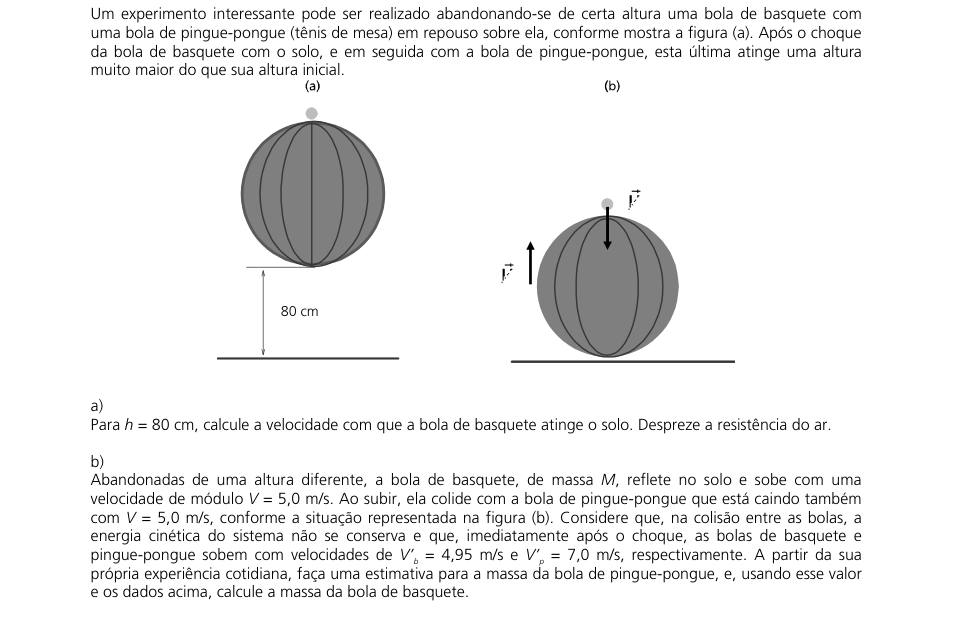 Um experimento interessante pode ser realizado abandonando-se de certa altura uma bola de basquete com
uma bola de pingue-pongue (tênis de mesa) em repouso sobre ela, conforme mostra a figura (a). Após o choque
da bola de basquete com o solo, e em seguida com a bola de pingue-pongue, esta última atinge uma altura
muito maior do que sua altura inicial.
(a) (b)
V⃗
V⃗
80 cm
a)
Para h = 80 cm, calcule a velocidade com que a bola de basquete atinge o solo. Despreze a resistência do ar.
b)
Abandonadas de uma altura diferente, a bola de basquete, de massa M, reflete no solo e sobe com uma
velocidade de módulo V = 5,0 m/s. Ao subir, ela colide com a bola de pingue-pongue que está caindo também
com V = 5,0 m/s, conforme a situação representada na figura (b). Considere que, na colisão entre as bolas, a
energia cinética do sistema não se conserva e que, imediatamente após o choque, as bolas de basquete e
pingue-pongue sobem com velocidades de V'b = 4,95 m/s e V'p = 7,0 m/s, respectivamente. A partir da sua
própria experiência cotidiana, faça uma estimativa para a massa da bola de pingue-pongue, e, usando esse valor
e os dados acima, calcule a massa da bola de basquete.